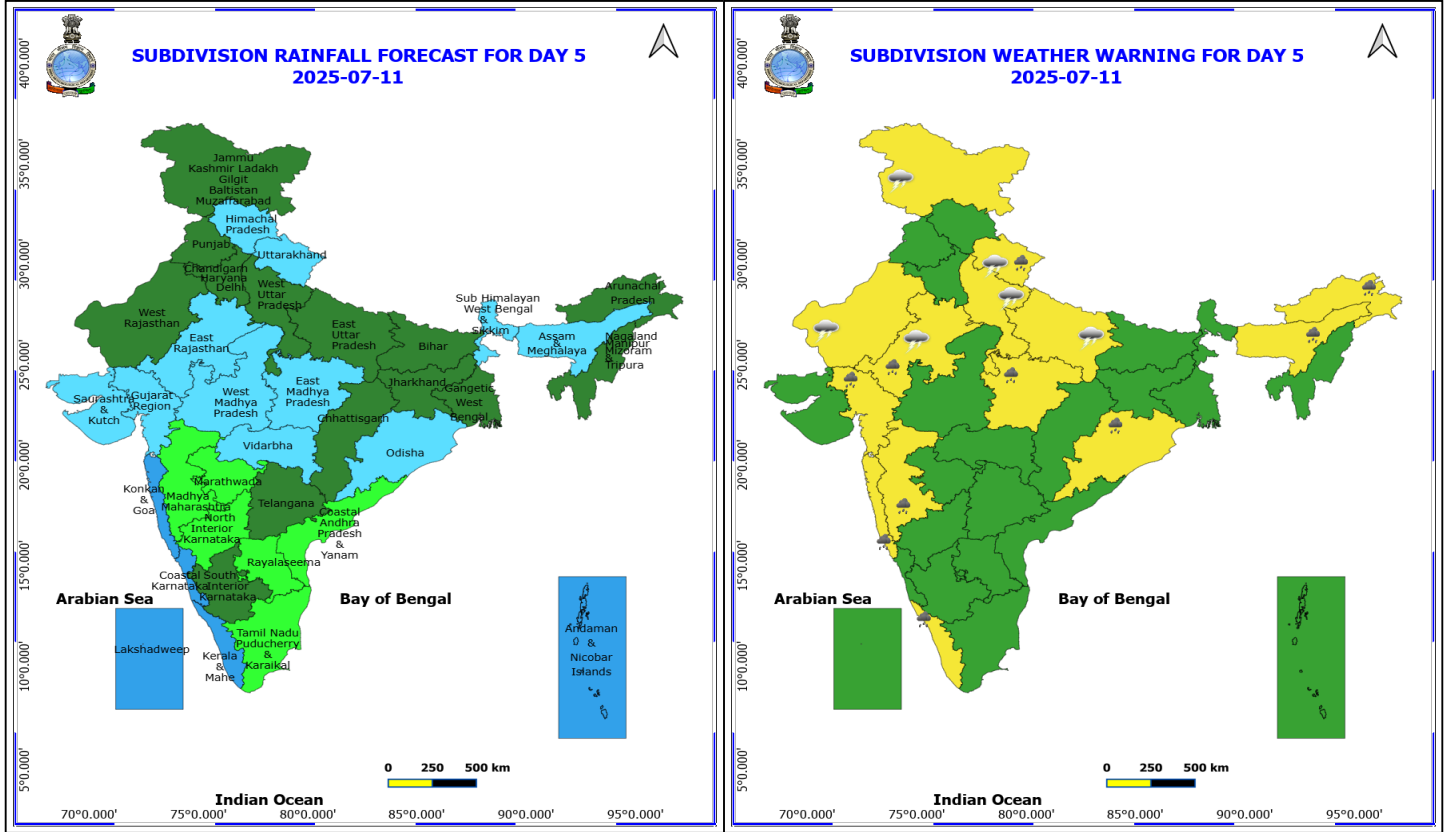 SUBDIVISION RAINFALL FORECAST FOR DAY 5
2025-07-11
40°0.000'
35°0.000'
30°0.000'
25°0.000'
20°0.000'
15°0.000'
10°0.000'
5°0.000'
Jammu
Kashmir Ladakh
Gilgit
Baltistan
Muzaffarabad
Himachal
Pradesh
Punjab
Uttarakhand
Chandigarh
Haryana
Delhi
West
Uttar
Pradesh
Arunachal
Pradesh
Sub Himalayan
West Bengal
&
Sikkim
West
Rajasthan
East
Rajasthan
East
Uttar
Pradesh
Bihar
Assam
&
Meghalaya
Nagaland
Manipur
Mizoram
&
Tripura
Saurashtra
&
Kutch
Gujarat
Region
West
Madhya
Pradesh
East
Madhya
Pradesh
Jharkhand
Gangetic
West
Bengal
Chhattisgarh
Vidarbha
Odisha
Konkan
&
Goa
Madhya
Maharashtra
Marathwada
North
Interior
Karnataka
Telangana
Coastal
Andhra
Pradesh
&
Yanam
Rayalaseema
Coastal
Karnataka
South
Interior
Karnataka
Arabian Sea
Bay of Bengal
Lakshadweep
Kerala
&
Mahe
Tamil Nadu
Puducherry
&
Karaikal
Andaman
&
Nicobar
Islands
0 250 500 km
Indian Ocean
70°0.000' 75°0.000' 80°0.000' 85°0.000' 90°0.000' 95°0.000'
SUBDIVISION WEATHER WARNING FOR DAY 5
2025-07-11
40°0.000'
35°0.000'
30°0.000'
25°0.000'
20°0.000'
15°0.000'
10°0.000'
5°0.000'
Arabian Sea
Bay of Bengal
0 250 500 km
Indian Ocean
70°0.000' 75°0.000' 80°0.000' 85°0.000' 90°0.000' 95°0.000'